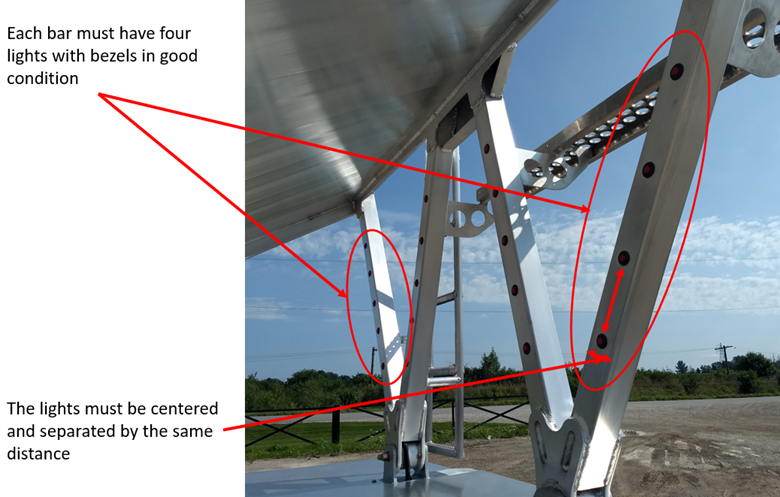 Each bar must have four
lights with bezels in good
condition
The lights must be centered
and separated by the same
distance